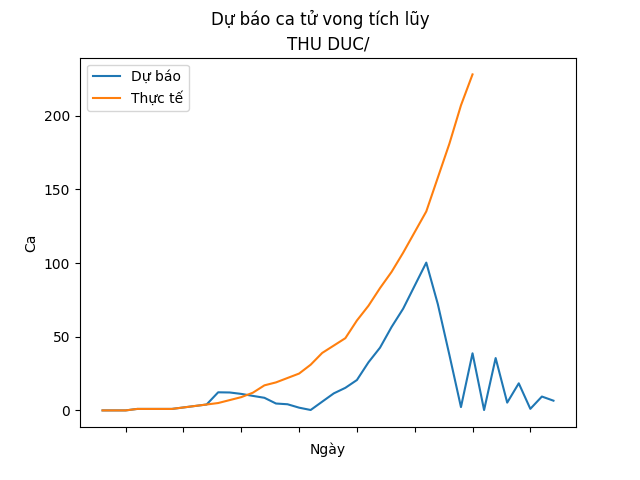 Dự báo ca tử vong tích lũy
THU DUC/
Dự báo
Thực tế
200
150
100
50
0
Ca
Ngày